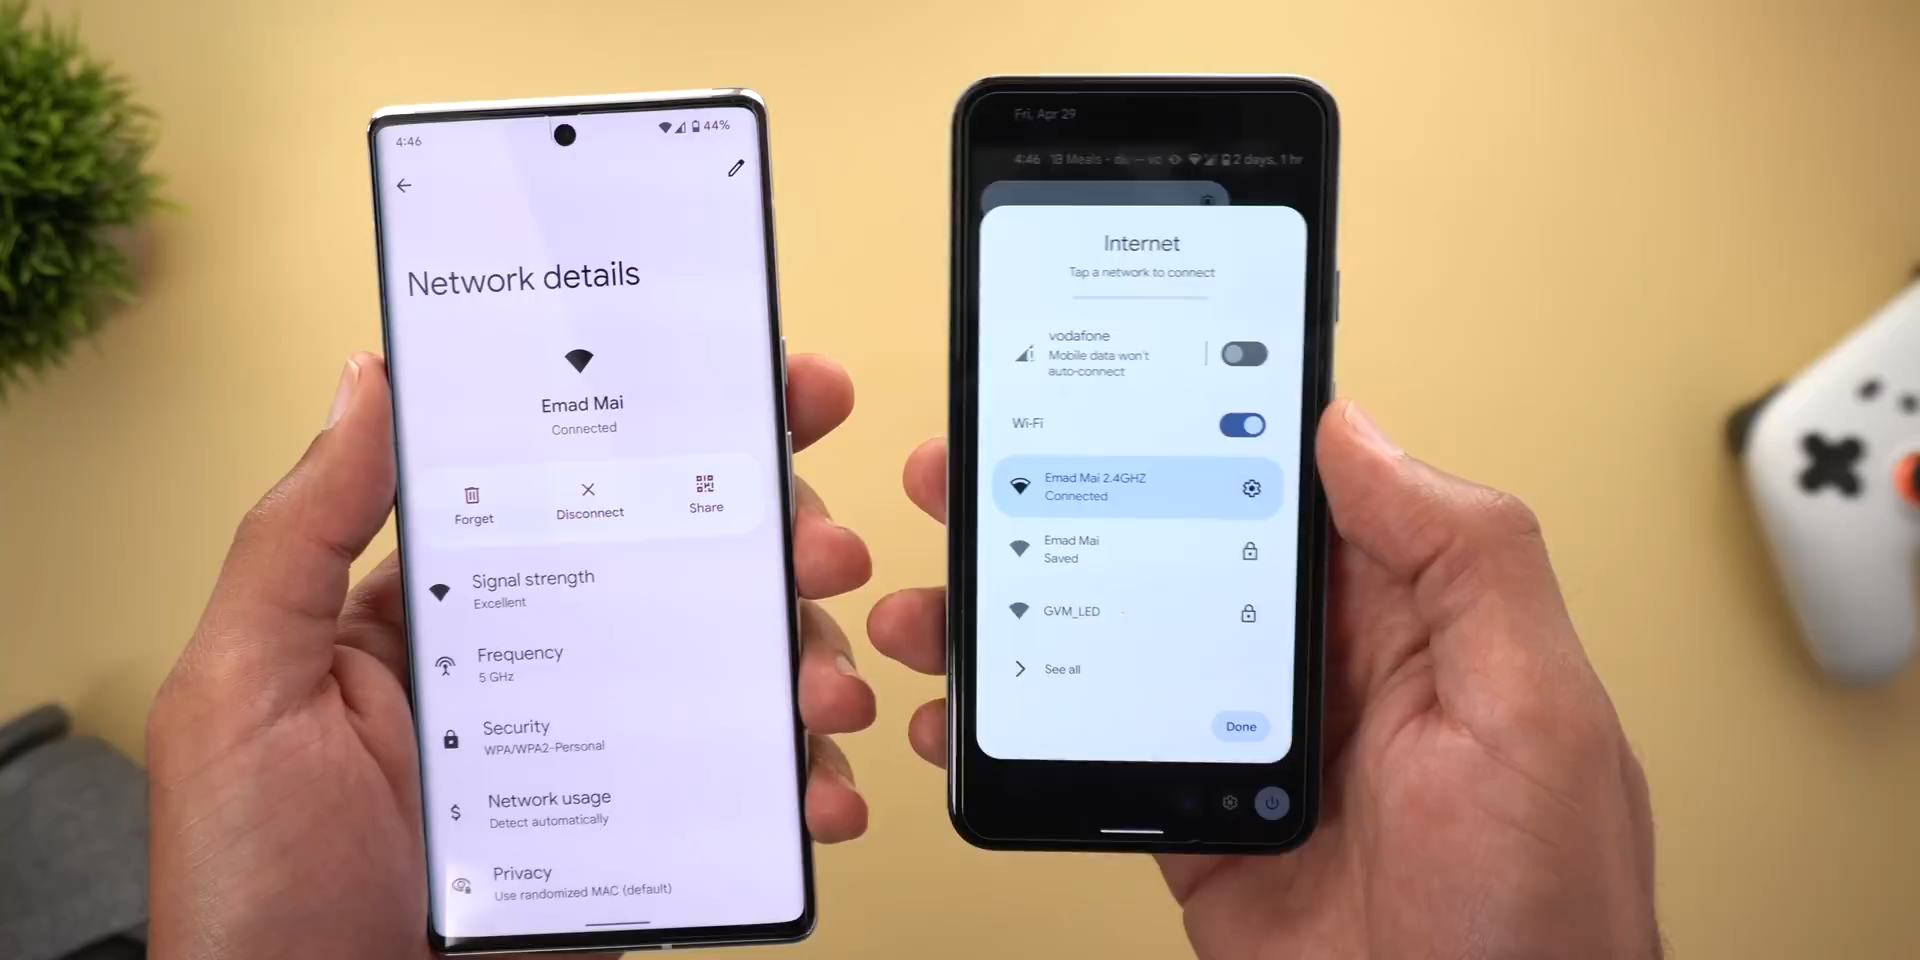 4:46
44%
Network details
Emad Mai
Connected
Forget
Disconnect
Share
Signal strength
Excellent
Frequency
5 GHz
Security
WPA/WPA2-Personal
Network usage
Detect automatically
Privacy
Use randomized MAC (default)
Fri, Apr 29
4:46 1B Meals - 2 days, 1 hr
Internet
Tap a network to connect
vodafone
Mobile data won't
auto-connect
Wi-Fi
Emad Mai 2.4GHZ
Connected
Emad Mai
Saved
GVM_LED
See all
Done